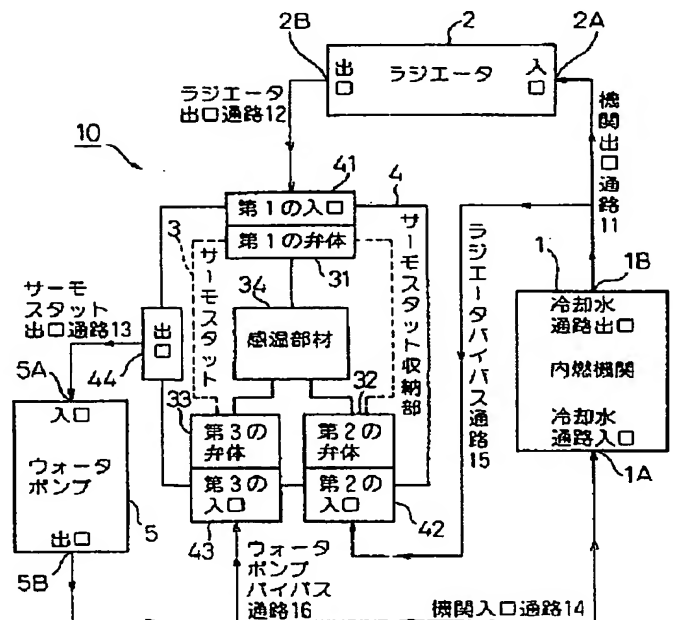 2B
2
2A
出口
ラジエータ
入口
ラジエータ
出口通路12
機関出口通路11
10
41
4
第1の入口
第1の弁体
3
サーモスタット
31
34
感温部材
サーモスタット収納部
ラジエータバイパス通路15
1
1B
冷却水
通路出口
内燃機関
冷却水
通路入口
1A
サーモ
スタット
出口通路13
出口
44
5A
入口
ウォータ
ポンプ
出口
5
5B
33
32
第3の
弁体
第2の
弁体
第3の
入口
第2の
入口
43
42
ウォータ
ポンプ
バイパス
通路16
機関入口通路14